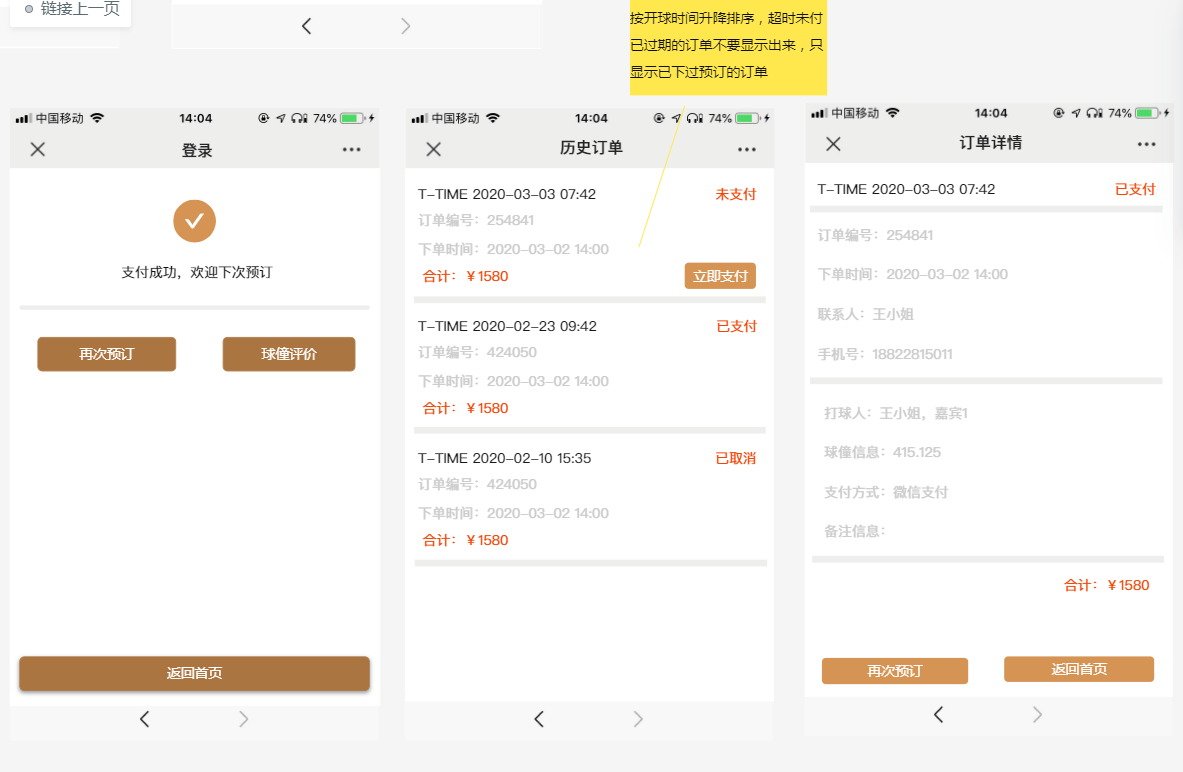 链接上一页
按开球时间升降排序，超时未付
已过期的订单不要显示出来，只
显示已下过预订的订单
中国移动
14:04
74%
登录
支付成功，欢迎下次预订
再次预订
球僮评价
返回首页
中国移动
14:04
74%
历史订单
T-TIME 2020-03-03 07:42
未支付
订单编号：254841
下单时间：2020-03-02 14:00
合计：￥1580
立即支付
T-TIME 2020-02-23 09:42
已支付
订单编号：424050
下单时间：2020-03-02 14:00
合计：￥1580
T-TIME 2020-02-10 15:35
已取消
订单编号：424050
下单时间：2020-03-02 14:00
合计：￥1580
中国移动
14:04
74%
订单详情
T-TIME 2020-03-03 07:42
已支付
订单编号：254841
下单时间：2020-03-02 14:00
联系人：王小姐
手机号：18822815011
打球人：王小姐，嘉宾1
球僮信息：415.125
支付方式：微信支付
备注信息：
合计：￥1580
再次预订
返回首页